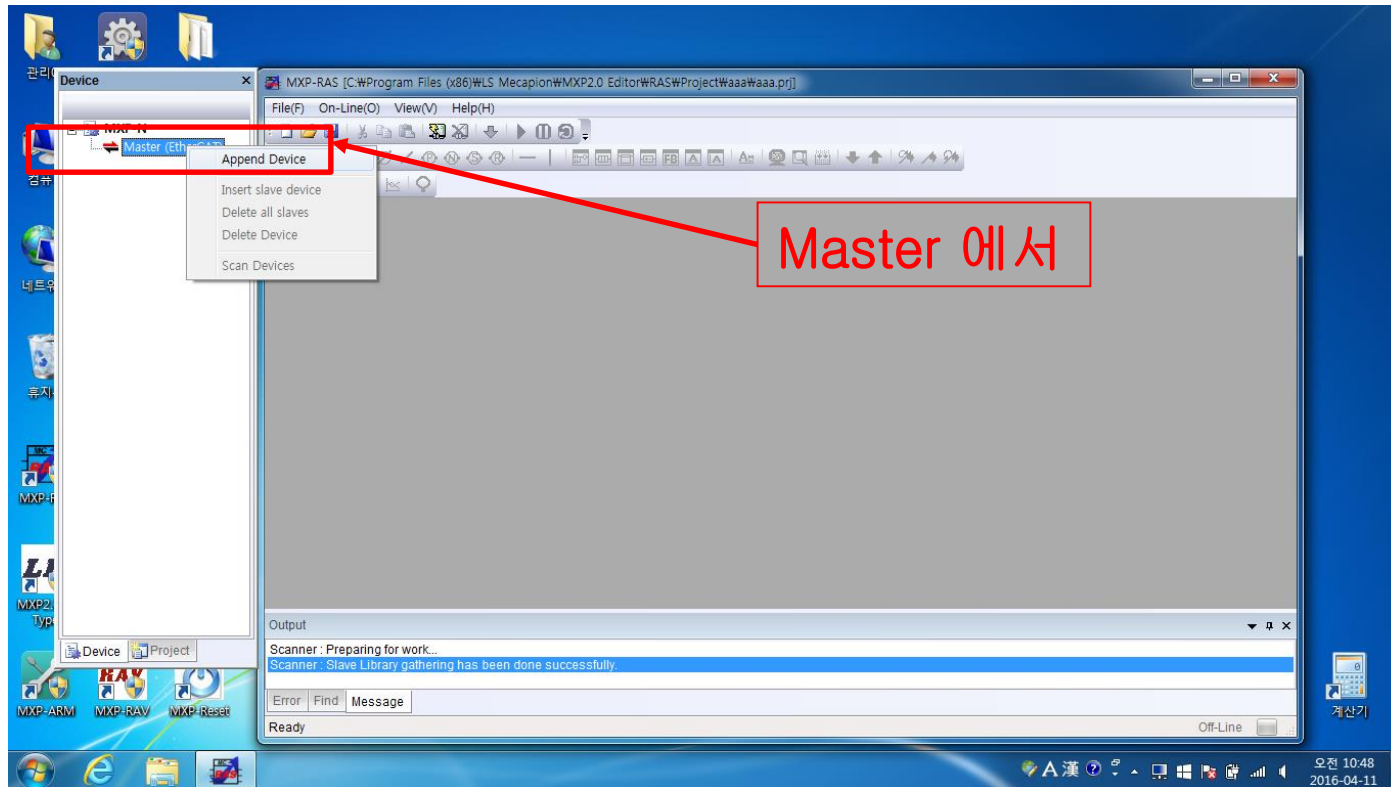 Device
MXP-RAS [C:₩Program Files (x86)₩LS Mecapion₩MXP2.0 Editor₩RAS₩Project₩aaa₩aaa.prj]
File(F) On-Line(O) View(V) Help(H)
MXP-N
Master (EtherCAT)
Append Device
Insert slave device
Delete all slaves
Delete Device
Scan Devices
Master 에서
Device Project
Output
Scanner : Preparing for work...
Scanner : Slave Library gathering has been done successfully.
Error Find Message
Ready
Off-Line
MXP-ARM
MXP-RAV
MXP-Reset
계산기
A 漢
오전 10:48
2016-04-11